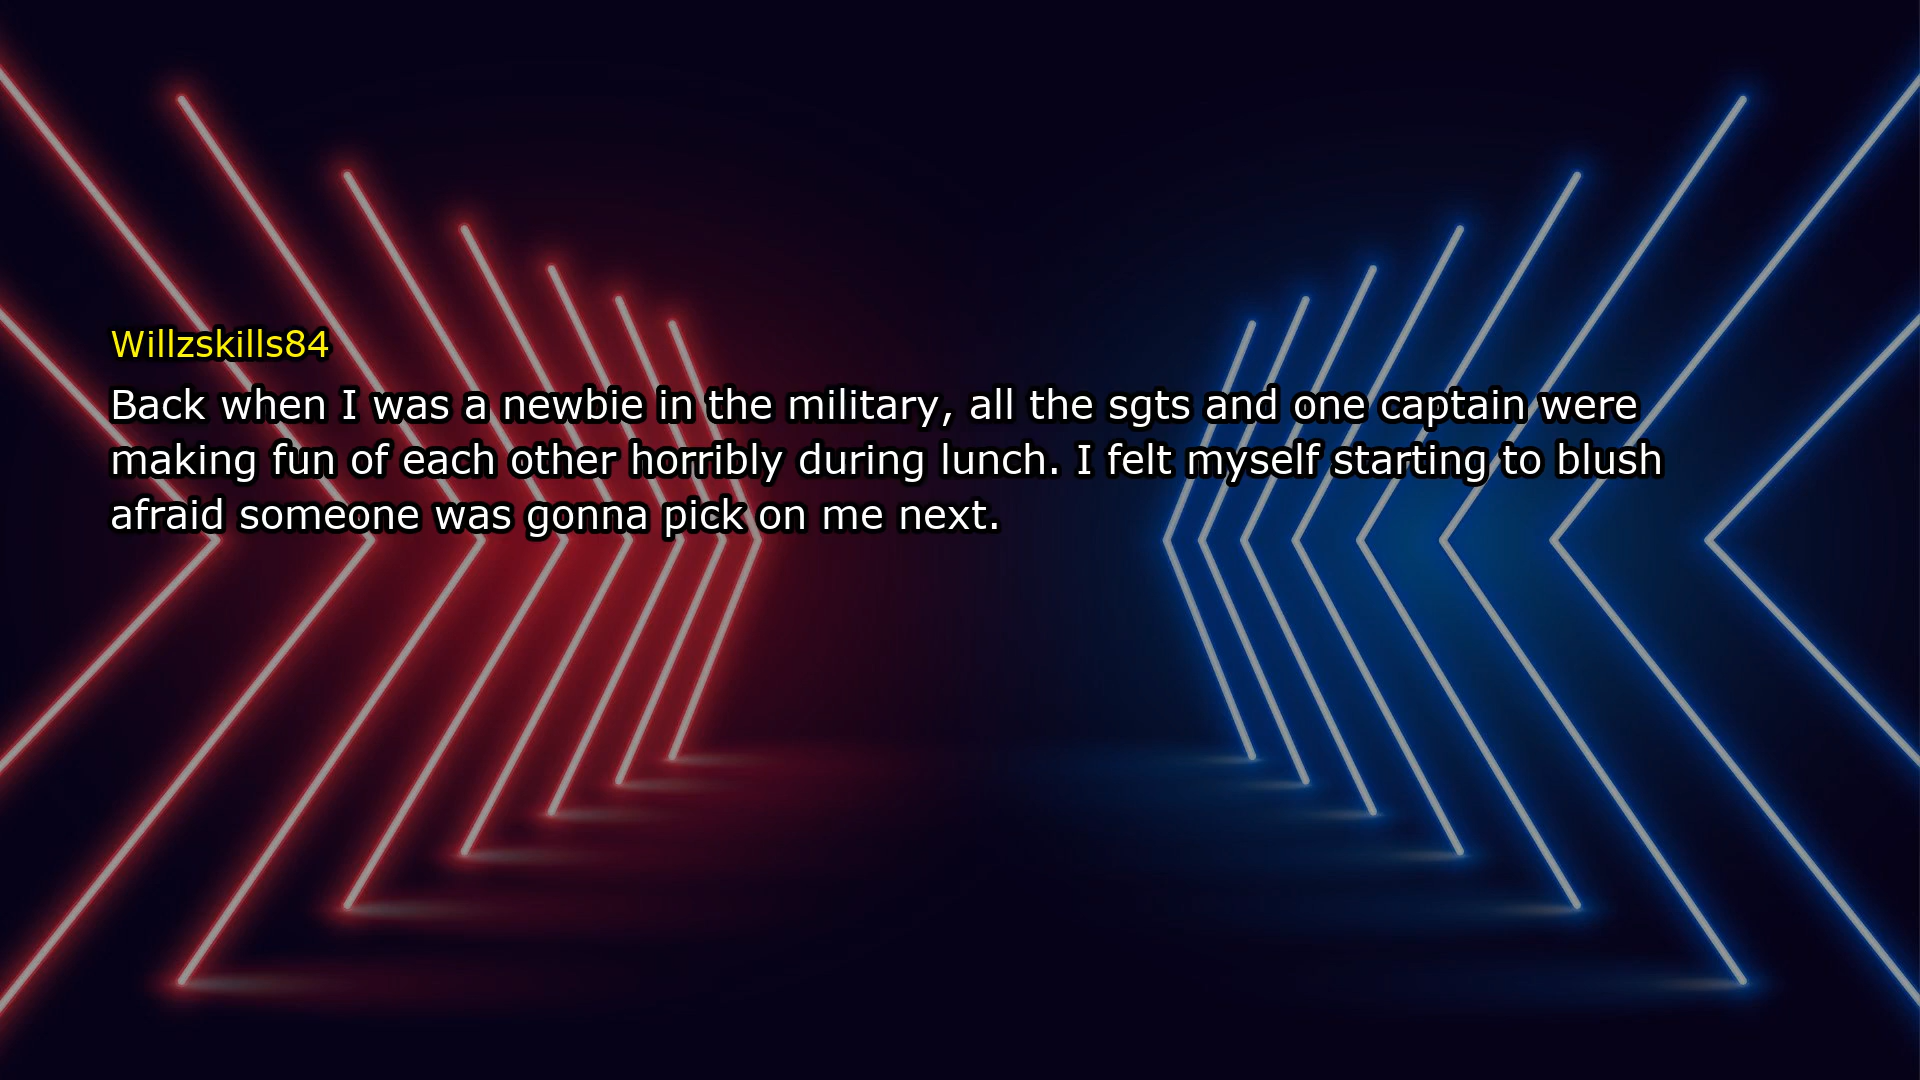 Willzskills84
Back when I was a newbie in the military, all the sgts and one captain were
making fun of each other horribly during lunch. I felt myself starting to blush
afraid someone was gonna pick on me next.